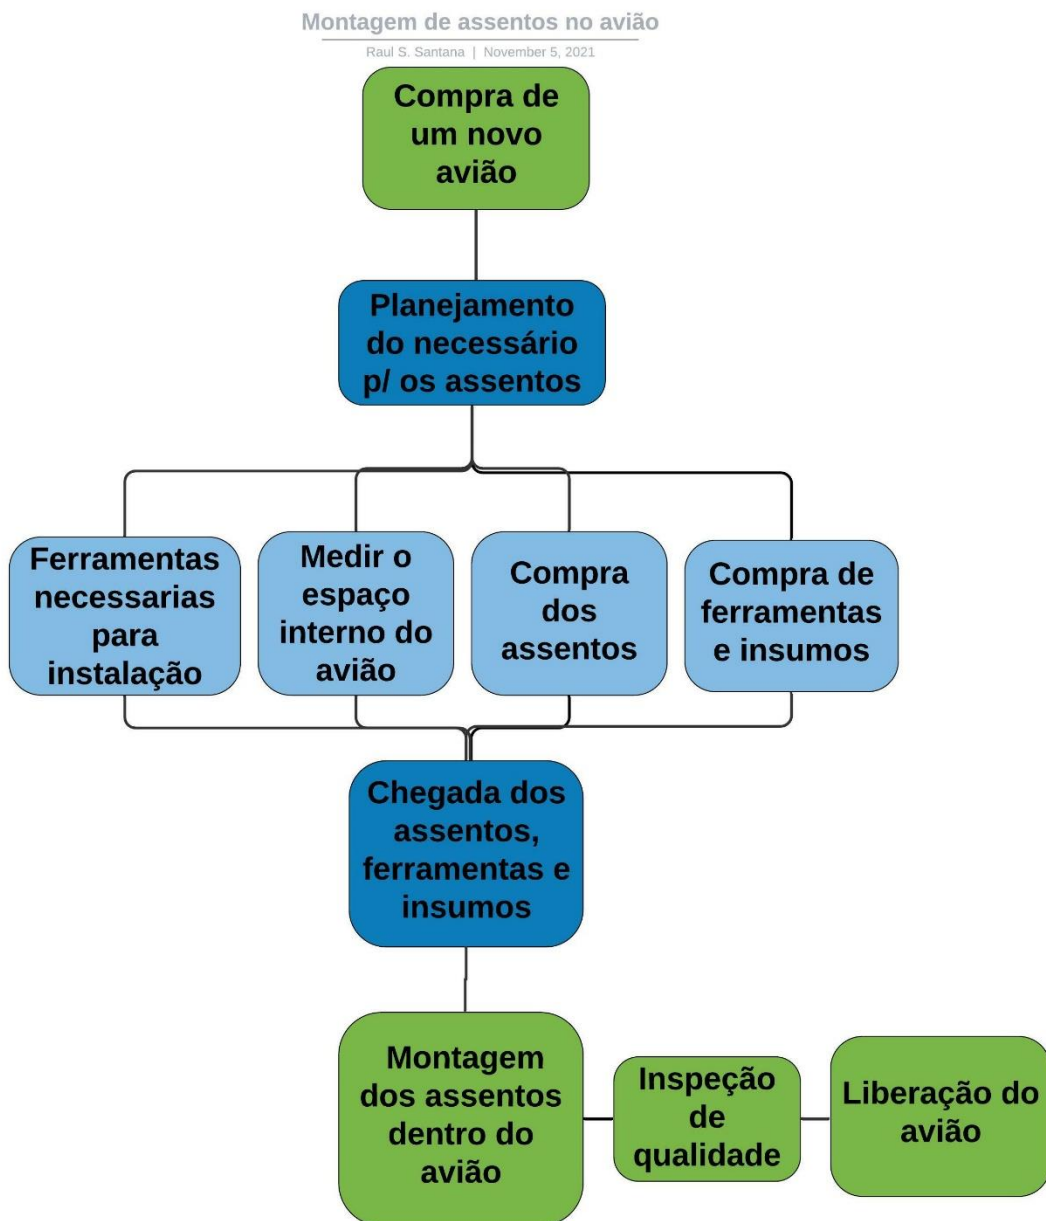 Montagem de assentos no avião
Raul S. Santana | November 5, 2021
Compra de
um novo
avião
Planejamento
do necessário
p/ os assentos
Ferramentas
necessarias
para
instalação
Medir o
espaço
interno do
avião
Compra
dos
assentos
Compra de
ferramentas
e insumos
Chegada dos
assentos,
ferramentas e
insumos
Montagem
dos assentos
dentro do
avião
Inspeção
de
qualidade
Liberação do
avião